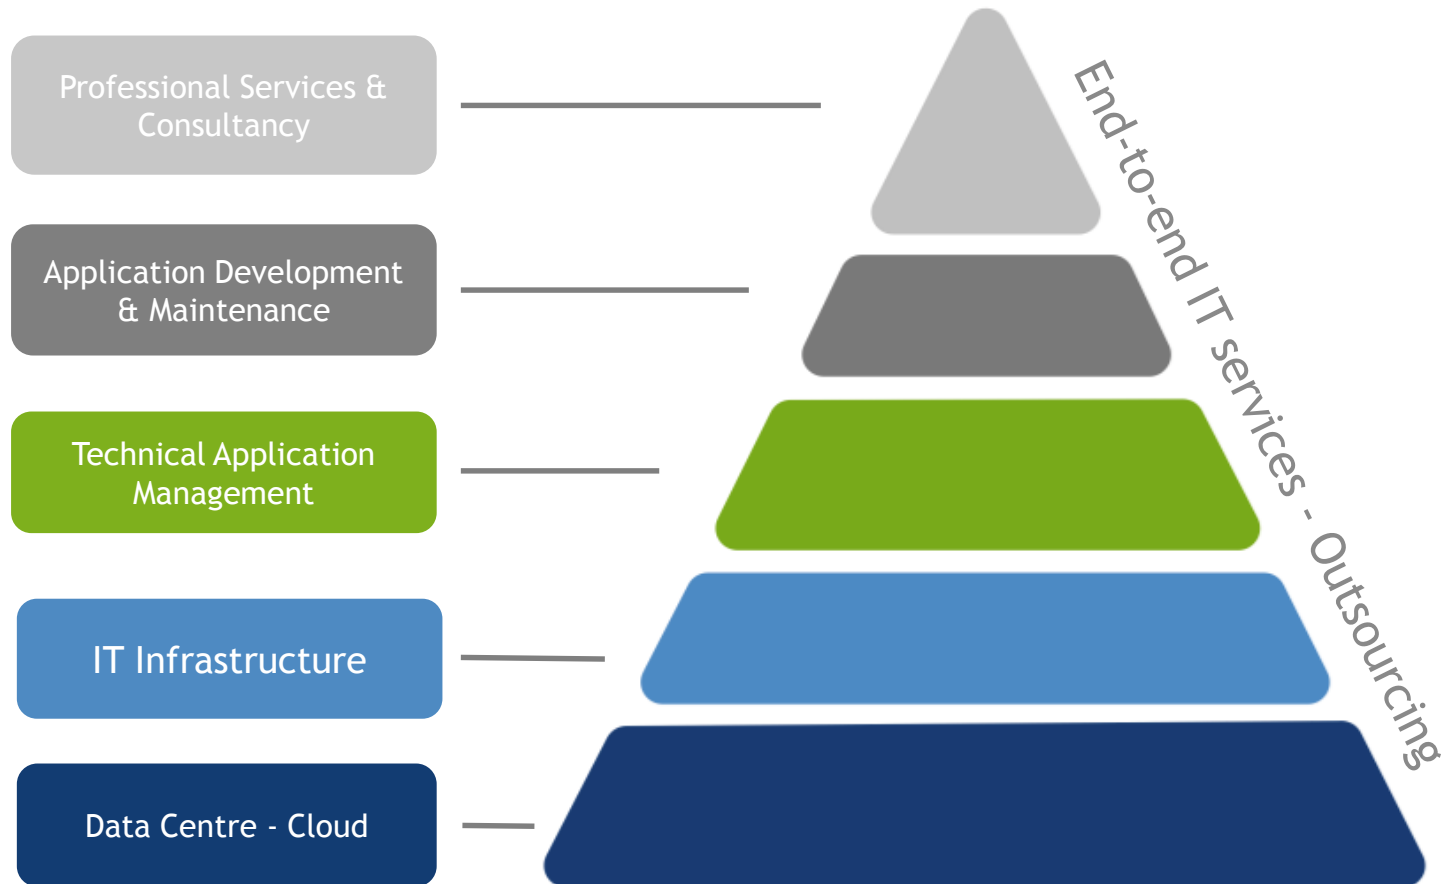 Professional Services &
Consultancy
Application Development
& Maintenance
Technical Application
Management
IT Infrastructure
Data Centre - Cloud
End-to-end IT services - Outsourcing